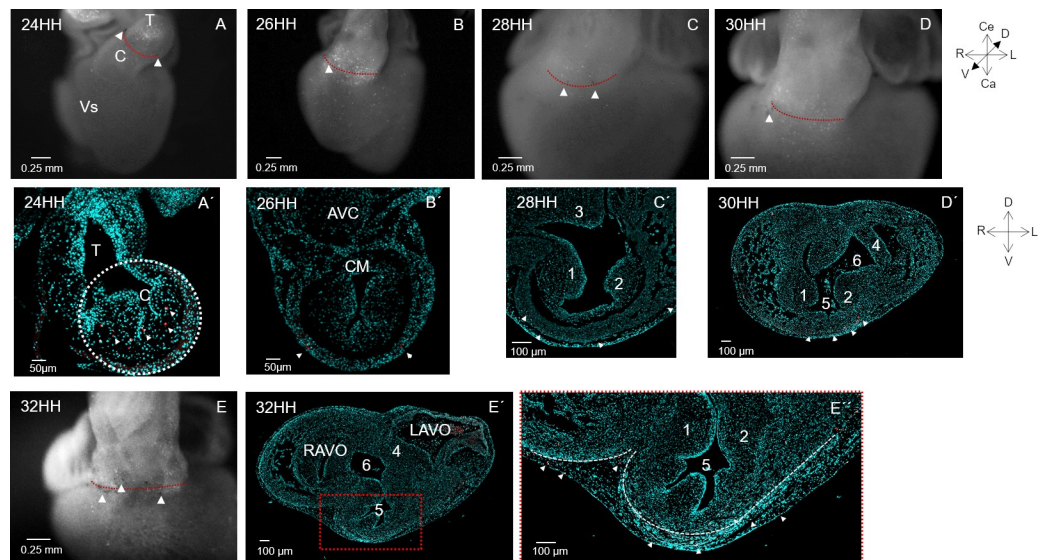 24HH
A
T
C
Vs
0.25 mm
26HH
B
0.25 mm
28HH
C
0.25 mm
30HH
D
0.25 mm
Ce
D
R
L
V
Ca
24HH
A´
T
C
50µm
26HH
B´
AVC
CM
50µm
28HH
C´
3
1
2
100 µm
30HH
D´
4
6
1
5
2
100 µm
D
R
L
V
32HH
E
0.25 mm
32HH
E´
LAVO
RAVO
4
6
5
100 µm
E´´
1
2
5
100 µm